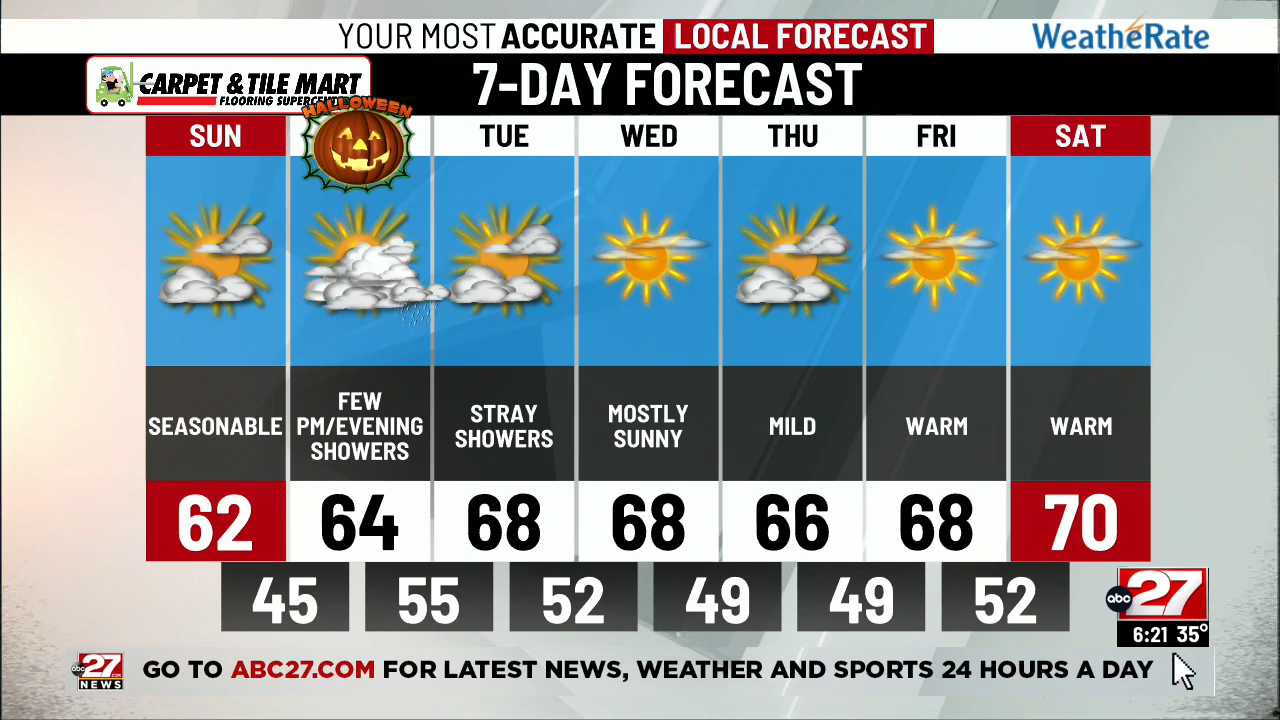 YOUR MOST ACCURATE LOCAL FORECAST
WeatheRate
CARPET & TILE MART
FLOORING SUPERCENTER
7-DAY FORECAST
HALLOWEEN
SUN TUE WED THU FRI SAT
SEASONABLE
FEW
PM/EVENING
SHOWERS
STRAY
SHOWERS
MOSTLY
SUNNY
MILD
WARM
WARM
62 64 68 68 66 68 70
45 55 52 49 49 52
abc 27
6:21 35°
abc 27 .COM
NEWS
GO TO ABC27.COM FOR LATEST NEWS, WEATHER AND SPORTS 24 HOURS A DAY